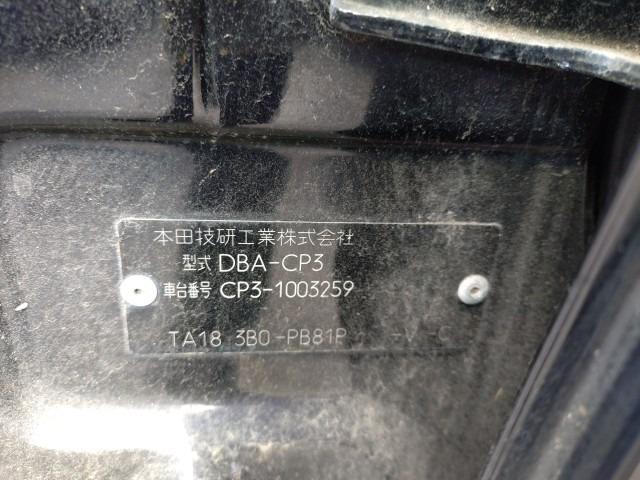 本田技研工業株式会社
型式 DBA-CP3
車台番号 CP3-1003259
TA18 3B0-PB81P -V C